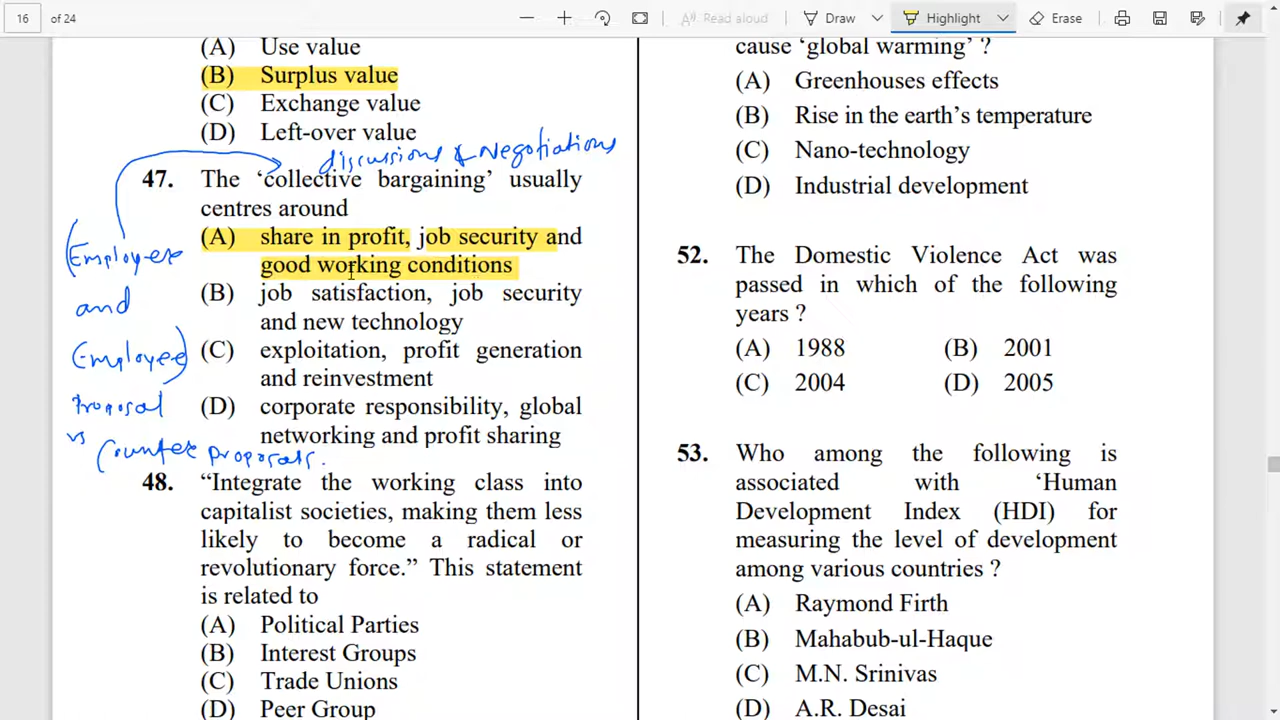 16 of 24
Read aloud
Draw
Highlight
Erase
(A) Use value
(B) Surplus value
(C) Exchange value
(D) Left-over value
discussions & Negotiations
47. The ‘collective bargaining’ usually
centres around
(A) share in profit, job security and
good working conditions
(B) job satisfaction, job security
and new technology
(C) exploitation, profit generation
and reinvestment
(D) corporate responsibility, global
networking and profit sharing
(Employer
and
Employee)
Proposal
vs
Counter proposals.
48. “Integrate the working class into
capitalist societies, making them less
likely to become a radical or
revolutionary force.” This statement
is related to
(A) Political Parties
(B) Interest Groups
(C) Trade Unions
(D) Peer Group
cause ‘global warming’ ?
(A) Greenhouses effects
(B) Rise in the earth’s temperature
(C) Nano-technology
(D) Industrial development
52. The Domestic Violence Act was
passed in which of the following
years ?
(A) 1988 (B) 2001
(C) 2004 (D) 2005
53. Who among the following is
associated with ‘Human
Development Index (HDI) for
measuring the level of development
among various countries ?
(A) Raymond Firth
(B) Mahabub-ul-Haque
(C) M.N. Srinivas
(D) A.R. Desai